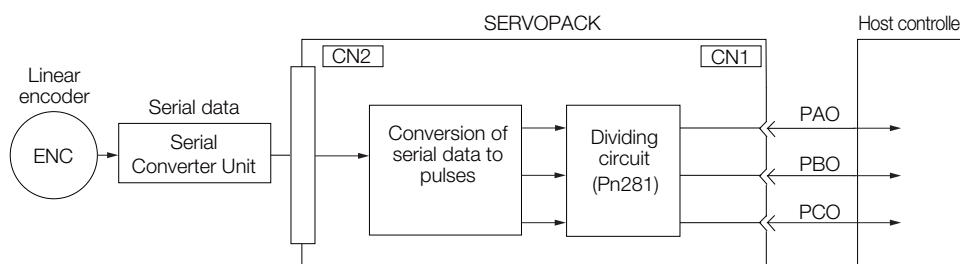 SERVOPACK
Host controlle
CN2
CN1
Linear
encoder
Serial data
ENC
Serial
Converter Unit
Conversion of
serial data to
pulses
Dividing
circuit
(Pn281)
PAO
PBO
PCO